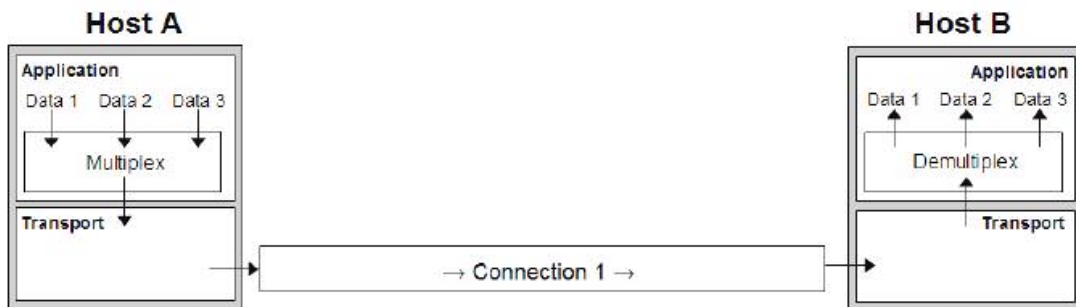 Host A
Host B
Application
Data 1 Data 2 Data 3
Multiplex
Transport
→ Connection 1 →
Application
Data 1 Data 2 Data 3
Demultiplex
Transport